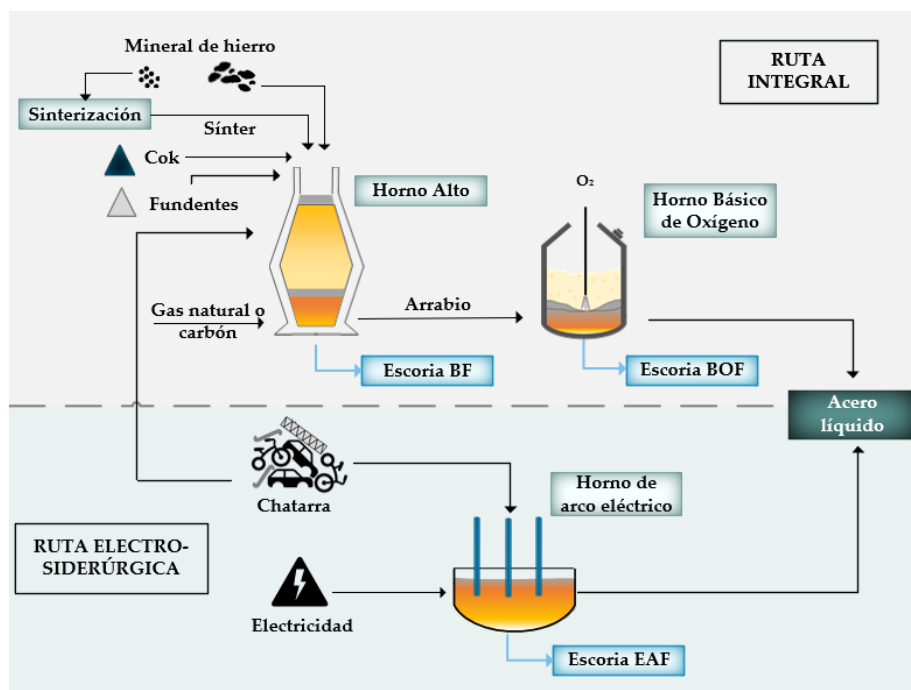 Mineral de hierro
RUTA
INTEGRAL
Sinterización
Sínter
Cok
Fundentes
Horno Alto
O₂
Horno Básico
de Oxígeno
Gas natural o
carbón
Arrabio
Escoria BF
Escoria BOF
Acero
líquido
Chatarra
Horno de
arco eléctrico
RUTA ELECTRO-
SIDERÚRGICA
Electricidad
Escoria EAF